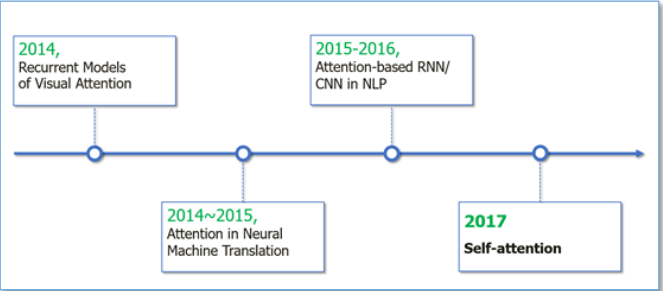 2014,
Recurrent Models
of Visual Attention
2014~2015,
Attention in Neural
Machine Translation
2015-2016,
Attention-based RNN/
CNN in NLP
2017
Self-attention